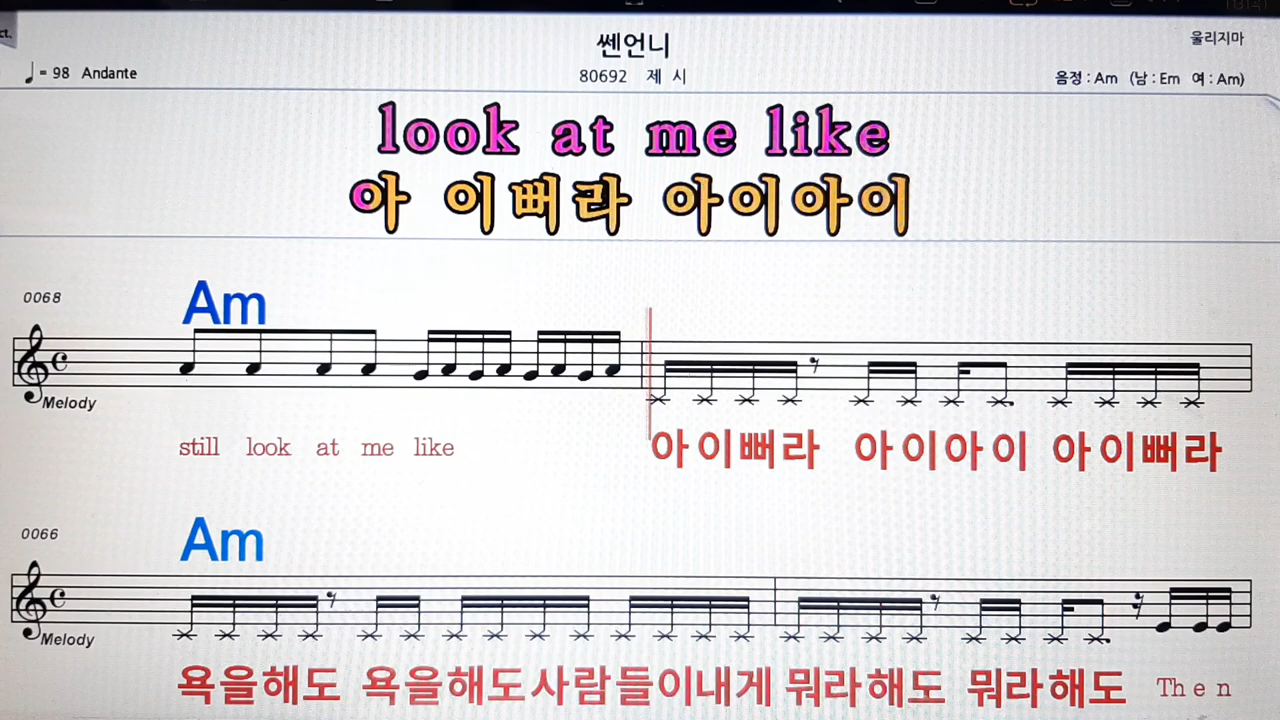 ct.
쎈언니
울리지마
♩ = 98 Andante
80692 제 시
음정 : Am (남 : Em 여 : Am)
look at me like
아 이뻐라 아이아이
0068
Am
Melody
still look at me like 아이뻐라 아이아이 아이뻐라
0066
Am
Melody
욕을해도 욕을해도사람들이내게 뭐라해도 뭐라해도 Then